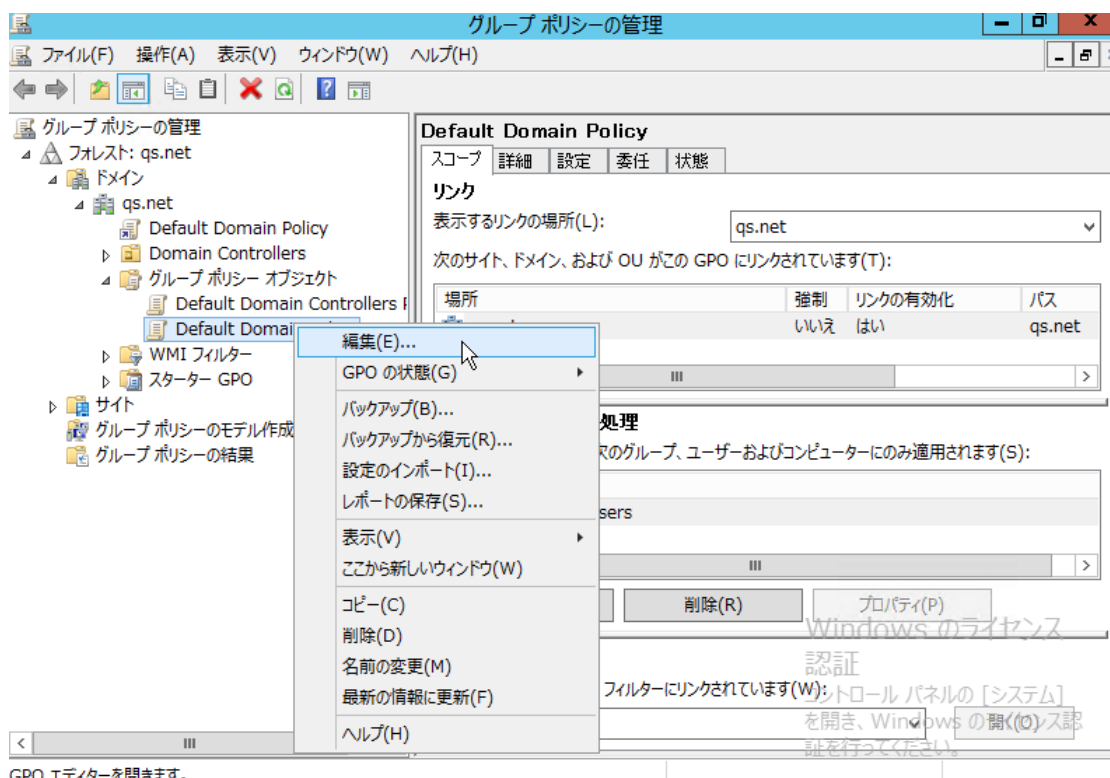 グループ ポリシーの管理
ファイル(F) 操作(A) 表示(V) ウィンドウ(W) ヘルプ(H)
グループ ポリシーの管理
フォレスト: qs.net
ドメイン
qs.net
Default Domain Policy
Domain Controllers
グループ ポリシー オブジェクト
Default Domain Controllers
Default Domai
WMI フィルター
スターター GPO
サイト
グループ ポリシーのモデル作成
グループ ポリシーの結果
Default Domain Policy
スコープ 詳細 設定 委任 状態
リンク
表示するリンクの場所(L): qs.net
次のサイト、ドメイン、および OU がこの GPO にリンクされています(T):
場所 強制 リンクの有効化 パス
いいえ はい qs.net
処理
次のグループ、ユーザーおよびコンピューターにのみ適用されます(S):
sers
削除(R) プロパティ(P)
フィルターにリンクされています(W):
開く(O)
編集(E)...
GPO の状態(G)
バックアップ(B)...
バックアップから復元(R)...
設定のインポート(I)...
レポートの保存(S)...
表示(V)
ここから新しいウィンドウ(W)
コピー(C)
削除(D)
名前の変更(M)
最新の情報に更新(F)
ヘルプ(H)
Windows のライセンス
認証
コントロール パネルの [システム]
を開き、Windows のライセンス認
証を行ってください。
GPO エディターを開きます。